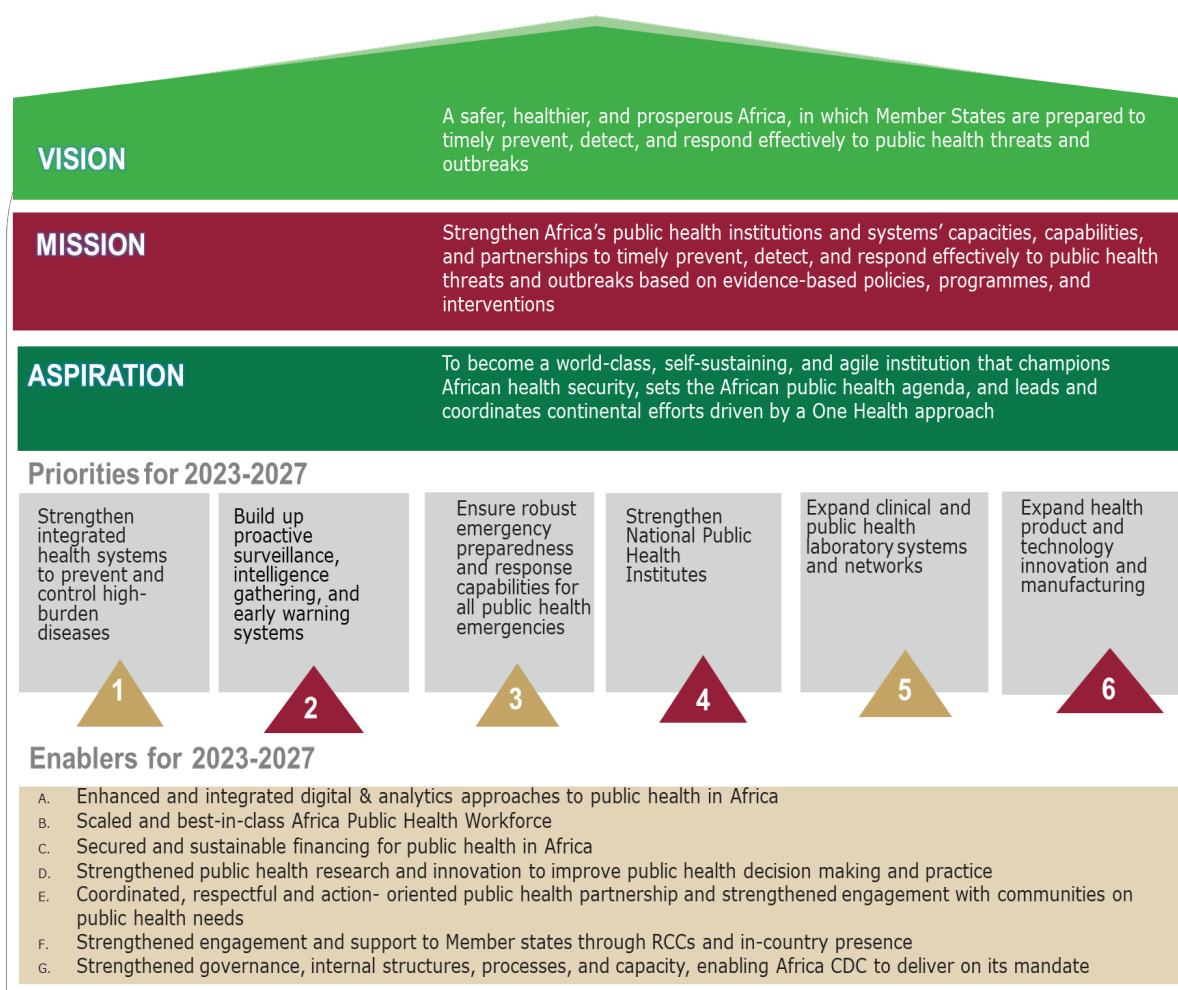 VISION
A safer, healthier, and prosperous Africa, in which Member States are prepared to
timely prevent, detect, and respond effectively to public health threats and
outbreaks
MISSION
Strengthen Africa’s public health institutions and systems’ capacities, capabilities,
and partnerships to timely prevent, detect, and respond effectively to public health
threats and outbreaks based on evidence-based policies, programmes, and
interventions
ASPIRATION
To become a world-class, self-sustaining, and agile institution that champions
African health security, sets the African public health agenda, and leads and
coordinates continental efforts driven by a One Health approach
Priorities for 2023-2027
Strengthen
integrated
health systems
to prevent and
control high-
burden
diseases
1
Build up
proactive
surveillance,
intelligence
gathering, and
early warning
systems
2
Ensure robust
emergency
preparedness
and response
capabilities for
all public health
emergencies
3
Strengthen
National Public
Health
Institutes
4
Expand clinical and
public health
laboratory systems
and networks
5
Expand health
product and
technology
innovation and
manufacturing
6
Enablers for 2023-2027
A. Enhanced and integrated digital & analytics approaches to public health in Africa
B. Scaled and best-in-class Africa Public Health Workforce
C. Secured and sustainable financing for public health in Africa
D. Strengthened public health research and innovation to improve public health decision making and practice
E. Coordinated, respectful and action- oriented public health partnership and strengthened engagement with communities on
public health needs
F. Strengthened engagement and support to Member states through RCCs and in-country presence
G. Strengthened governance, internal structures, processes, and capacity, enabling Africa CDC to deliver on its mandate